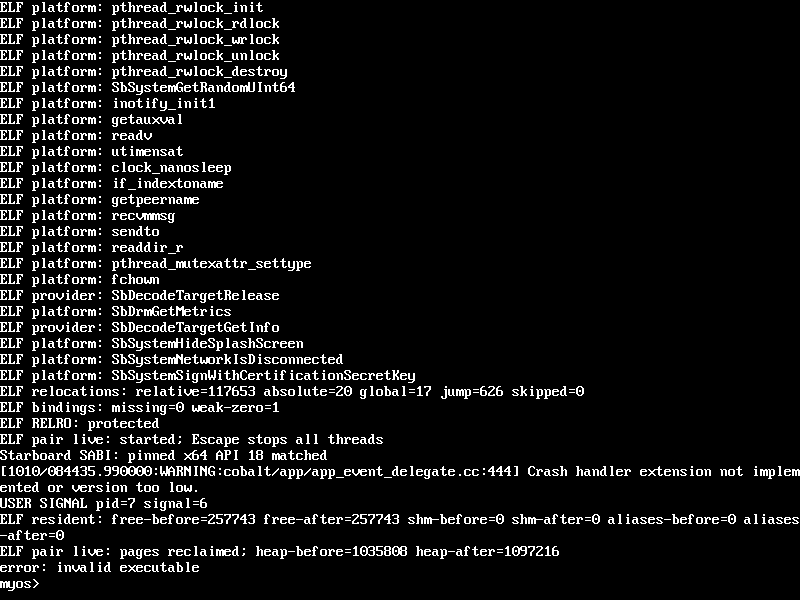 ELF platform: pthread_rwlock_init
ELF platform: pthread_rwlock_rdlock
ELF platform: pthread_rwlock_wrlock
ELF platform: pthread_rwlock_unlock
ELF platform: pthread_rwlock_destroy
ELF platform: SbSystemGetRandomUInt64
ELF platform: inotify_init1
ELF platform: getauxval
ELF platform: readv
ELF platform: utimensat
ELF platform: clock_nanosleep
ELF platform: if_indextoname
ELF platform: getpeername
ELF platform: recvmmsg
ELF platform: sendto
ELF platform: readdir_r
ELF platform: pthread_mutexattr_settype
ELF platform: fchown
ELF provider: SbDecodeTargetRelease
ELF platform: SbDrmGetMetrics
ELF provider: SbDecodeTargetGetInfo
ELF platform: SbSystemHideSplashScreen
ELF platform: SbSystemNetworkIsDisconnected
ELF platform: SbSystemSignWithCertificationSecretKey
ELF relocations: relative=117653 absolute=20 global=17 jump=626 skipped=0
ELF bindings: missing=0 weak-zero=1
ELF RELRO: protected
ELF pair live: started; Escape stops all threads
Starboard SABI: pinned x64 API 18 matched
[1010/084435.990000:WARNING:cobalt/app/app_event_delegate.cc:444] Crash handler extension not implem
ented or version too low.
USER SIGNAL pid=7 signal=6
ELF resident: free-before=257743 free-after=257743 shm-before=0 shm-after=0 aliases-before=0 aliases
-after=0
ELF pair live: pages reclaimed; heap-before=1035808 heap-after=1097216
error: invalid executable
myos>